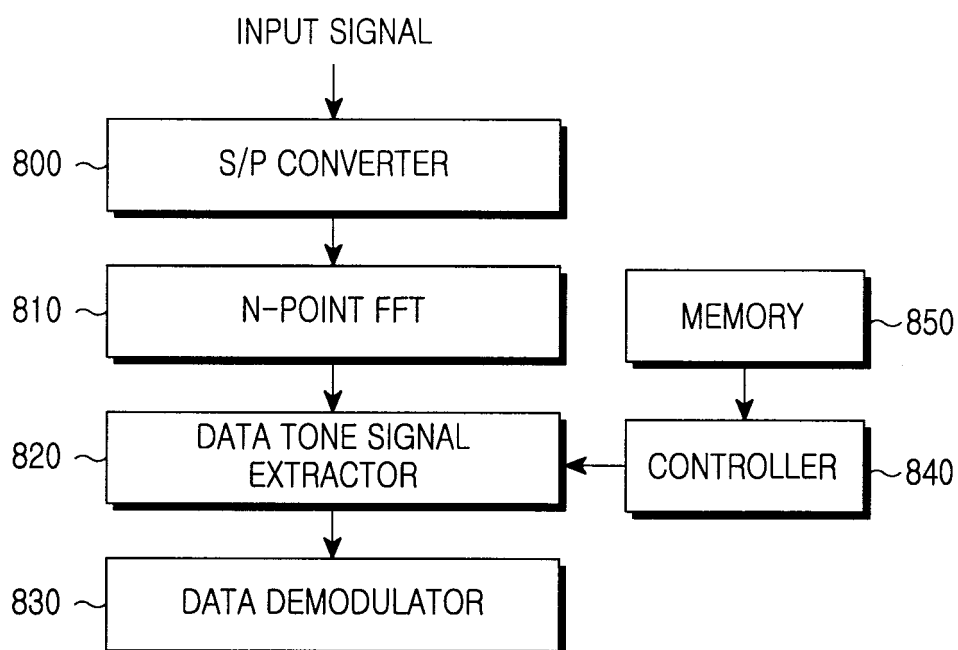 INPUT SIGNAL
800
S/P CONVERTER
810
N-POINT FFT
MEMORY
850
820
DATA TONE SIGNAL
EXTRACTOR
CONTROLLER
840
830
DATA DEMODULATOR